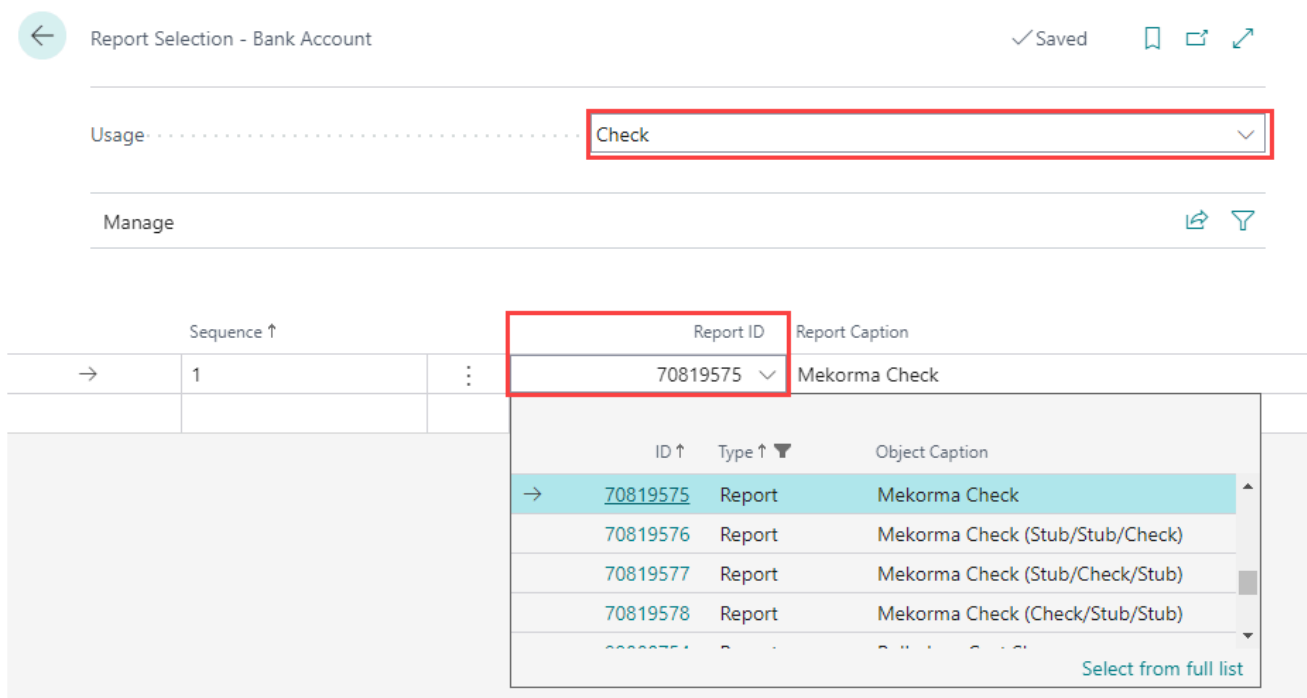 Report Selection - Bank Account Saved
Usage Check
Manage
Sequence ↑ Report ID Report Caption
1 70819575 Mekorma Check
ID ↑ Type ↑ Object Caption
70819575 Report Mekorma Check
70819576 Report Mekorma Check (Stub/Stub/Check)
70819577 Report Mekorma Check (Stub/Check/Stub)
70819578 Report Mekorma Check (Check/Stub/Stub)
Select from full list